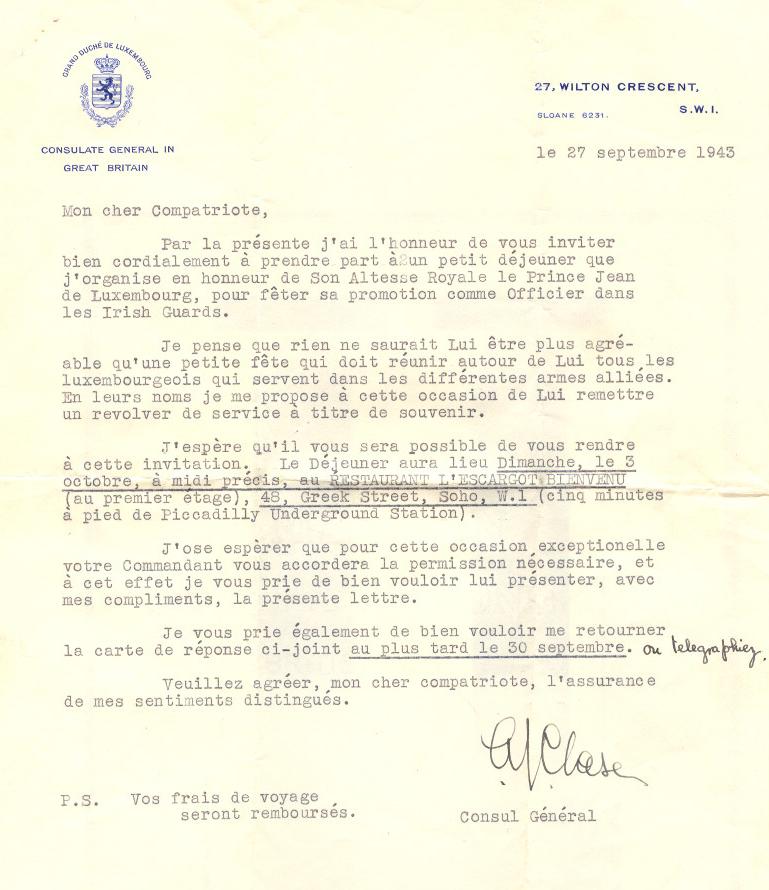 GRAND DUCHÉ DE LUXEMBOURG
CONSULATE GENERAL IN
GREAT BRITAIN
27, WILTON CRESCENT,
S.W.1.
SLOANE 6231.
le 27 septembre 1943
Mon cher Compatriote,
Par la présente j'ai l'honneur de vous inviter
bien cordialement à prendre part à un petit déjeuner que
j'organise en honneur de Son Altesse Royale le Prince Jean
de Luxembourg, pour fêter sa promotion comme Officier dans
les Irish Guards.
Je pense que rien ne saurait Lui être plus agré-
able qu'une petite fête qui doit réunir autour de Lui tous les
luxembourgeois qui servent dans les différentes armes alliées.
En leurs noms je me propose à cette occasion de Lui remettre
un revolver de service à titre de souvenir.
J'espère qu'il vous sera possible de vous rendre
à cette invitation. Le Déjeuner aura lieu Dimanche, le 3
octobre, à midi précis, au RESTAURANT L'ESCARGOT BIENVENU
(au premier étage), 48, Greek Street, Soho, W.1 (cinq minutes
à pied de Piccadilly Underground Station).
J'ose espèrer que pour cette occasion exceptionelle
votre Commandant vous accordera la permission nécessaire, et
à cet effet je vous prie de bien vouloir lui présenter, avec
mes compliments, la présente lettre.
Je vous prie également de bien vouloir me retourner
la carte de réponse ci-joint au plus tard le 30 septembre. ou telegraphiez.
Veuillez agréer, mon cher compatriote, l'assurance
de mes sentiments distingués.
Consul Général
P.S. Vos frais de voyage
seront remboursés.